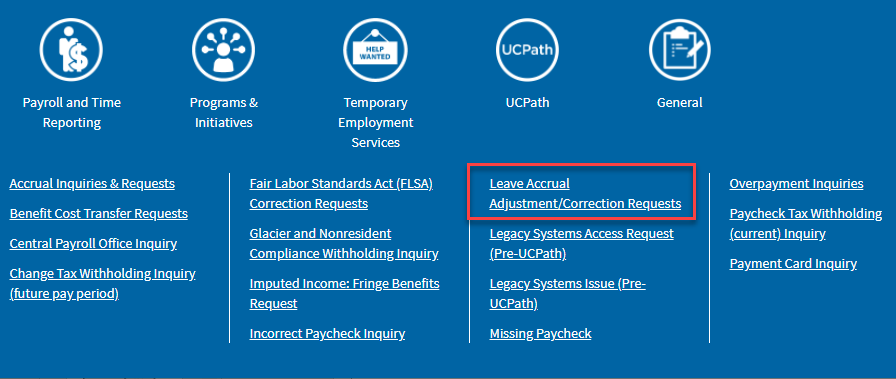 HELP
WANTED
UCPath
Payroll and Time
Reporting
Programs &
Initiatives
Temporary
Employment
Services
UCPath
General
Accrual Inquiries & Requests
Benefit Cost Transfer Requests
Central Payroll Office Inquiry
Change Tax Withholding Inquiry
(future pay period)
Fair Labor Standards Act (FLSA)
Correction Requests
Glacier and Nonresident
Compliance Withholding Inquiry
Imputed Income: Fringe Benefits
Request
Incorrect Paycheck Inquiry
Leave Accrual
Adjustment/Correction Requests
Legacy Systems Access Request
(Pre-UCPath)
Legacy Systems Issue (Pre-
UCPath)
Missing Paycheck
Overpayment Inquiries
Paycheck Tax Withholding
(current) Inquiry
Payment Card Inquiry